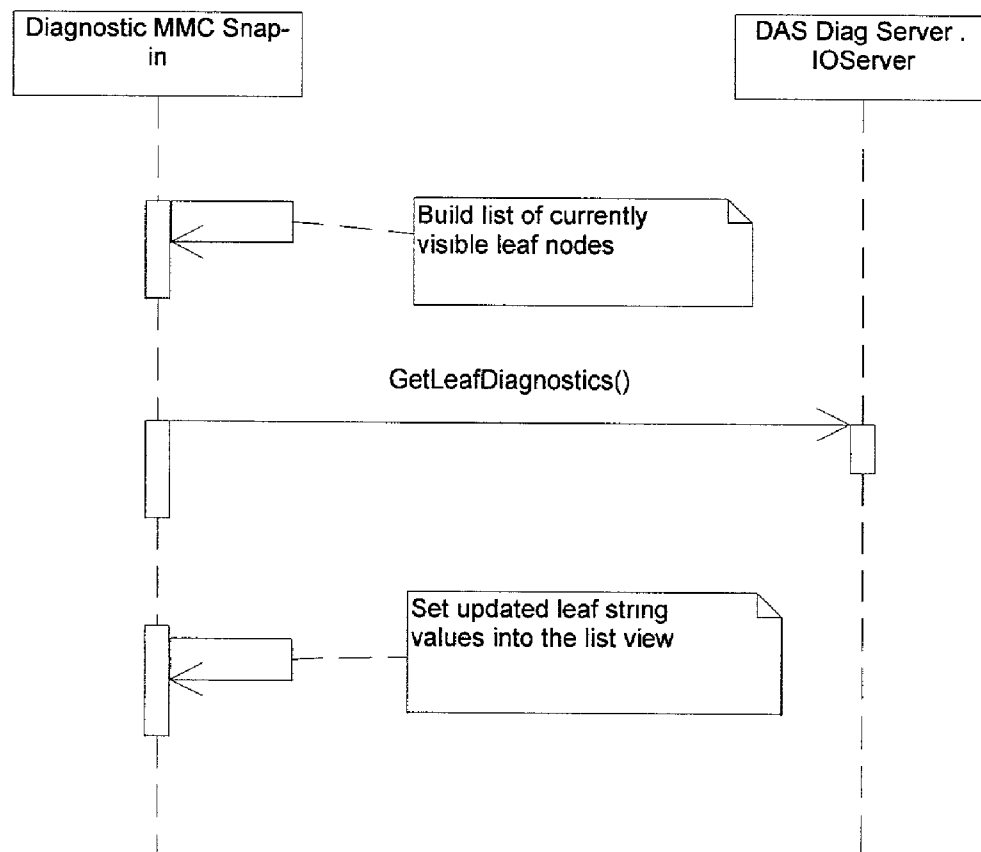 Diagnostic MMC Snap-
in
DAS Diag Server .
IOServer
Build list of currently
visible leaf nodes
GetLeafDiagnostics()
Set updated leaf string
values into the list view